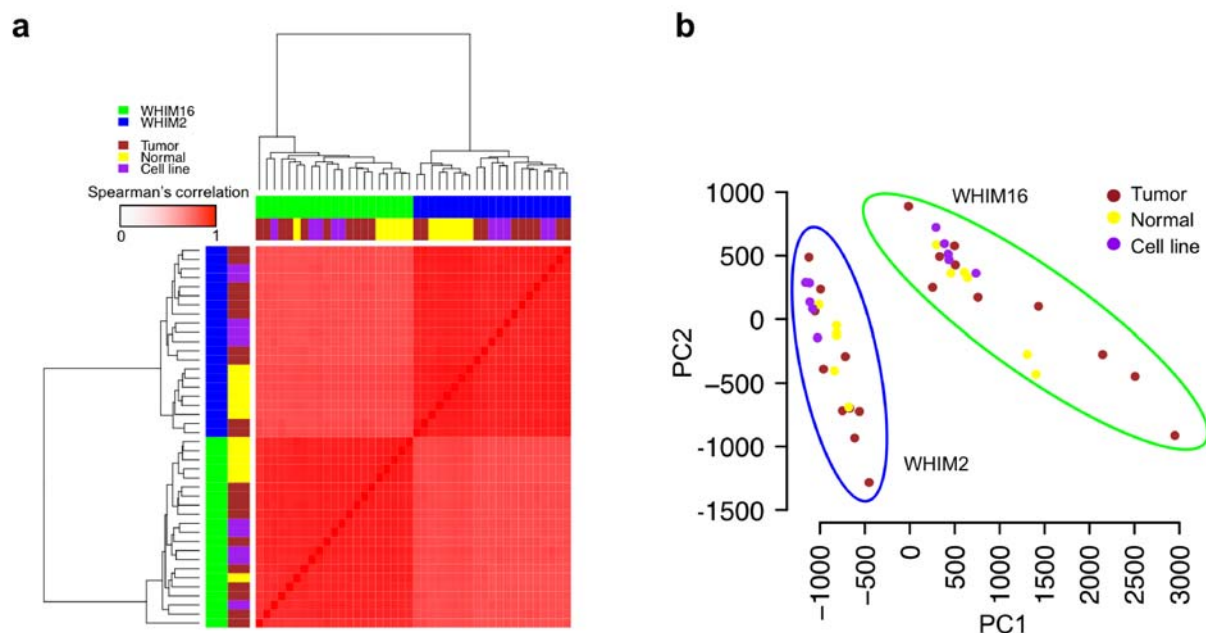 a
WHIM16
WHIM2
Tumor
Normal
Cell line
Spearman's correlation
0 1
b
WHIM16
Tumor
Normal
Cell line
WHIM2
PC2
1000
500
0
−500
-1000
-1500
−1000
−500
0
500
1000
1500
2000
2500
3000
PC1